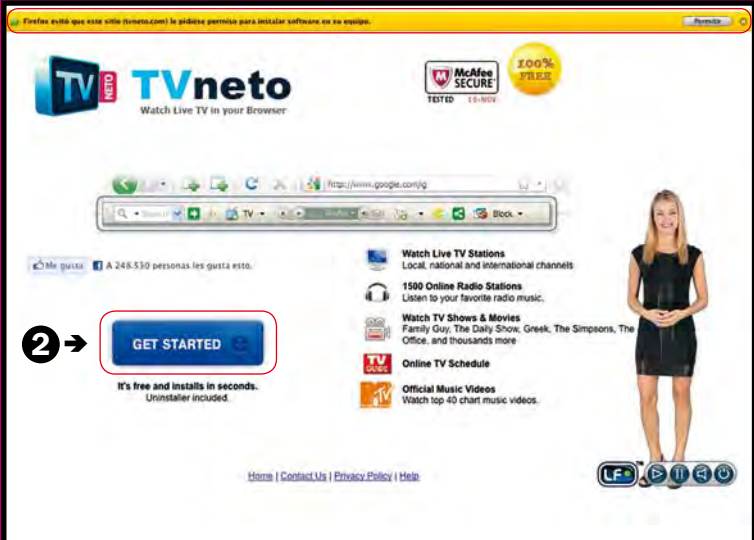 Firefox evitó que este sitio (tvneto.com) le pidiese permiso para instalar software en su equipo.
Permitir
TV NETO
TVneto
Watch Live TV in your Browser
McAfee
SECURE
TESTED 10-NOV
100%
FREE
http://www.google.com/ig
TV
Block
Me gusta
A 248.530 personas les gusta esto.
Watch Live TV Stations
Local, national and international channels
1500 Online Radio Stations
Listen to your favorite radio music.
Watch TV Shows & Movies
Family Guy, The Daily Show, Greek, The Simpsons, The
Office, and thousands more
TV
GUIDE
Online TV Schedule
Official Music Videos
Watch top 40 chart music videos.
2
GET STARTED
It's free and installs in seconds.
Uninstaller included.
Home | Contact Us | Privacy Policy | Help
LF